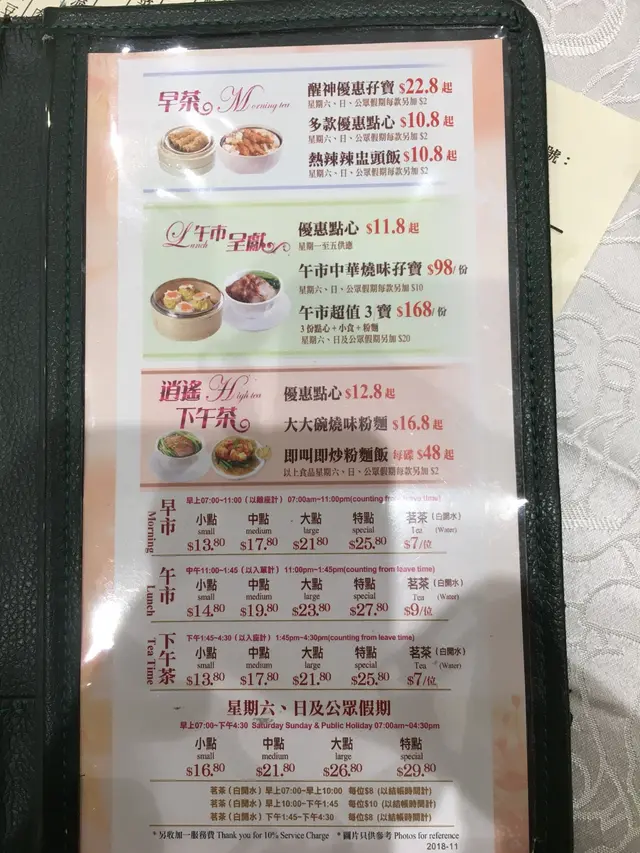 早茶 Morning tea
醒神優惠孖寶 $22.8起
星期六、日、公眾假期每款另加 $2
多款優惠點心 $10.8起
星期六、日、公眾假期每款另加 $2
熱辣辣盅頭飯 $10.8起
星期六、日、公眾假期每款另加 $2
Lunch 午市呈獻
優惠點心 $11.8起
星期一至五供應
午市中華燒味孖寶 $98/份
星期六、日、公眾假期每款另加 $10
午市超值 3 寶 $168/份
3 份點心 + 小食 + 粉麵
星期六、日及公眾假期另加 $20
逍遙 High tea
下午茶
優惠點心 $12.8起
大大碗燒味粉麵 $16.8起
即叫即炒粉麵飯 每碟 $48起
以上食品星期六、日、公眾假期每款另加 $2
早市 Morning
早上07:00~11:00 (以離座計) 07:00am~11:00pm(counting from leave time)
小點 中點 大點 特點 茗茶 (白開水)
small medium large special Tea (Water)
$13.80 $17.80 $21.80 $25.80 $7/位
午市 Lunch
中午11:00~1:45 (以入單計) 11:00pm~1:45pm(counting from leave time)
小點 中點 大點 特點 茗茶 (白開水)
small medium large special Tea (Water)
$14.80 $19.80 $23.80 $27.80 $9/位
下午茶 Tea Time
下午1:45~4:30 (以入座計) 1:45pm~4:30pm(counting from leave time)
小點 中點 大點 特點 茗茶 (白開水)
small medium large special Tea (Water)
$13.80 $17.80 $21.80 $25.80 $7/位
星期六、日及公眾假期
早上07:00~下午4:30 Saturday Sunday & Public Holiday 07:00am~04:30pm
小點 中點 大點 特點
small medium large special
$16.80 $21.80 $26.80 $29.80
茗茶 (白開水) 早上07:00~早上10:00 每位$8 (以結帳時間計)
茗茶 (白開水) 早上10:00~下午1:45 每位$10 (以結帳時間計)
茗茶 (白開水) 下午1:45~下午4:30 每位$8 (以結帳時間計)
* 另收加一服務費 Thank you for 10% Service Charge * 圖片只供參考 Photos for reference
2018-11
號：